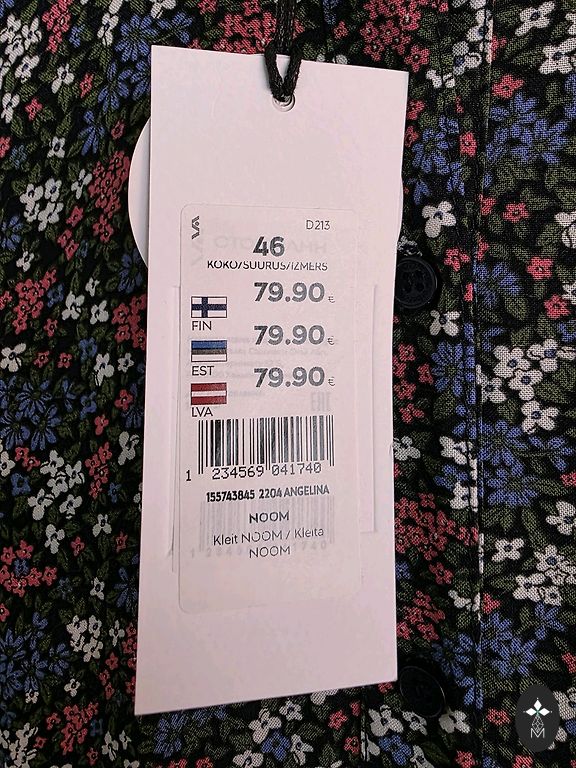 D213
46
KOKO/SUURUS/IZMERS
79.90 €
FIN
79.90 €
EST
79.90 €
LVA
1 234569 041740
155743845 2204 ANGELINA
NOOM
Kleit NOOM / Kleita
NOOM